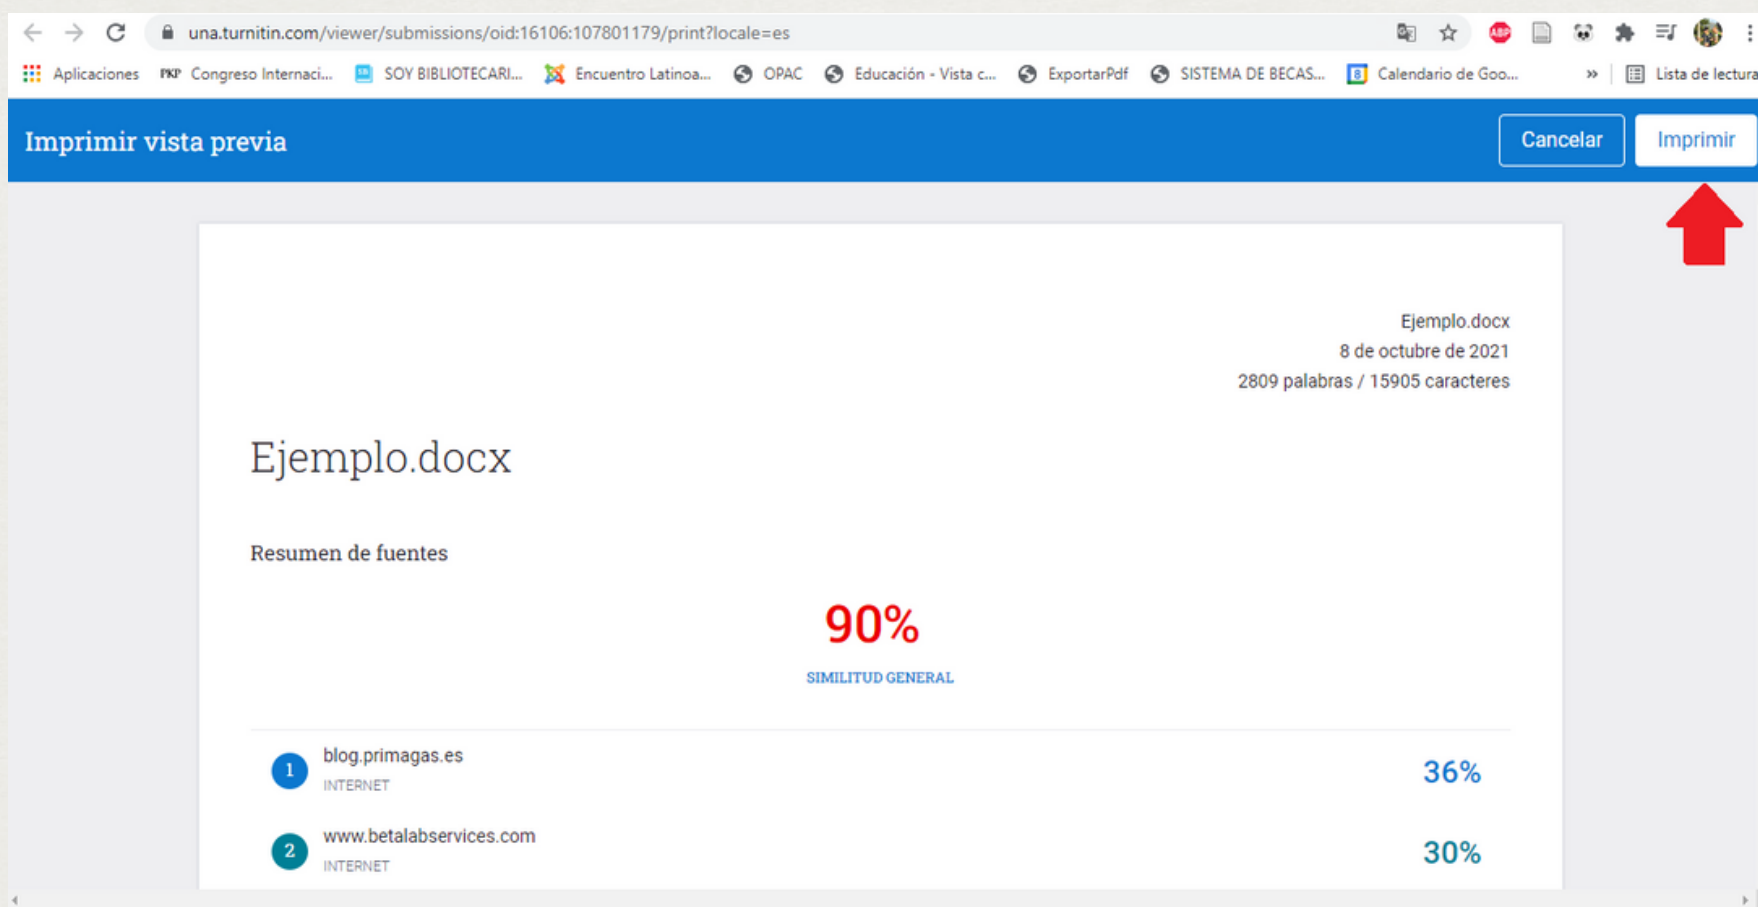 una.turnitin.com/viewer/submissions/oid:16106:107801179/print?locale=es
ABP
Aplicaciones PKP Congreso Internaci... SB SOY BIBLIOTECARI... Encuentro Latinoa... OPAC Educación - Vista c... ExportarPdf SISTEMA DE BECAS... 8 Calendario de Goo... » Lista de lectura
Imprimir vista previa Cancelar Imprimir
Ejemplo.docx
8 de octubre de 2021
2809 palabras / 15905 caracteres
Ejemplo.docx
Resumen de fuentes
90%
SIMILITUD GENERAL
1 blog.primagas.es 36%
INTERNET
2 www.betalabservices.com 30%
INTERNET